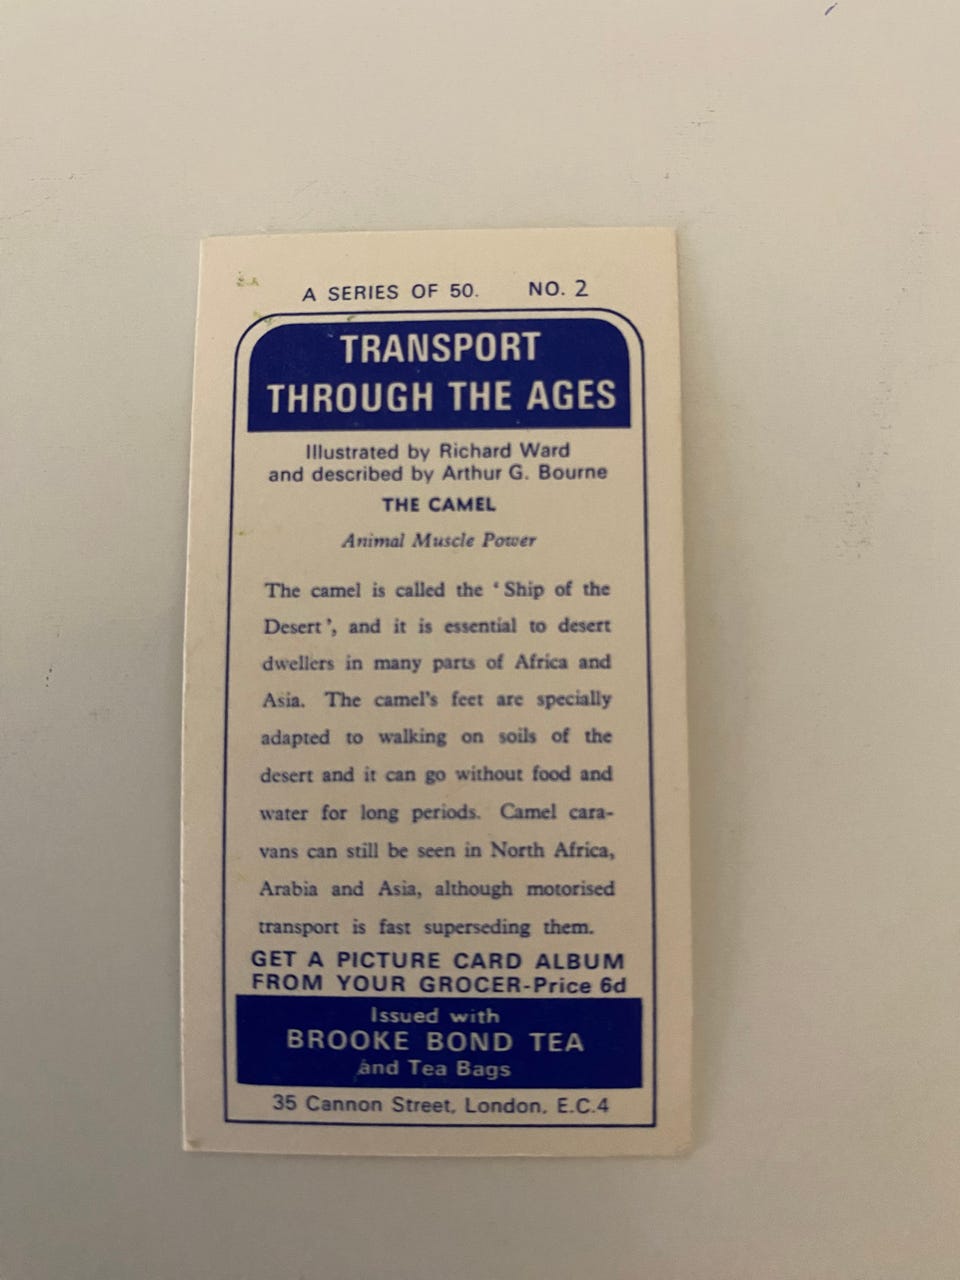 A SERIES OF 50. NO. 2
TRANSPORT
THROUGH THE AGES
Illustrated by Richard Ward
and described by Arthur G. Bourne
THE CAMEL
Animal Muscle Power
The camel is called the ‘ Ship of the
Desert ’, and it is essential to desert
dwellers in many parts of Africa and
Asia. The camel's feet are specially
adapted to walking on soils of the
desert and it can go without food and
water for long periods. Camel cara-
vans can still be seen in North Africa,
Arabia and Asia, although motorised
transport is fast superseding them.
GET A PICTURE CARD ALBUM
FROM YOUR GROCER-Price 6d
Issued with
BROOKE BOND TEA
and Tea Bags
35 Cannon Street, London, E.C.4